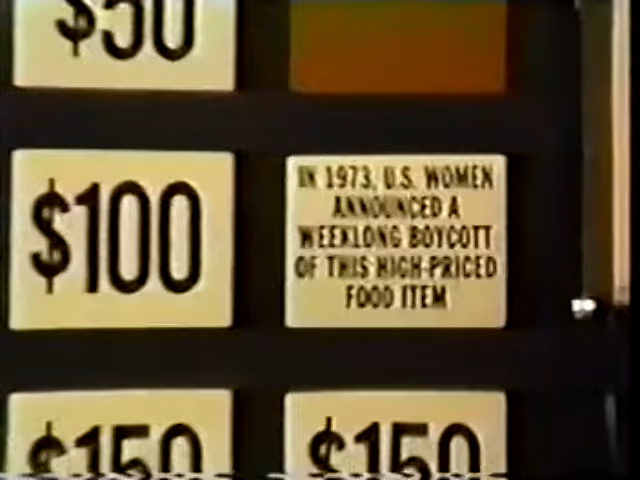 $50
$100
IN 1973, U.S. WOMEN
ANNOUNCED A
WEEKLONG BOYCOTT
OF THIS HIGH-PRICED
FOOD ITEM
$150
$150